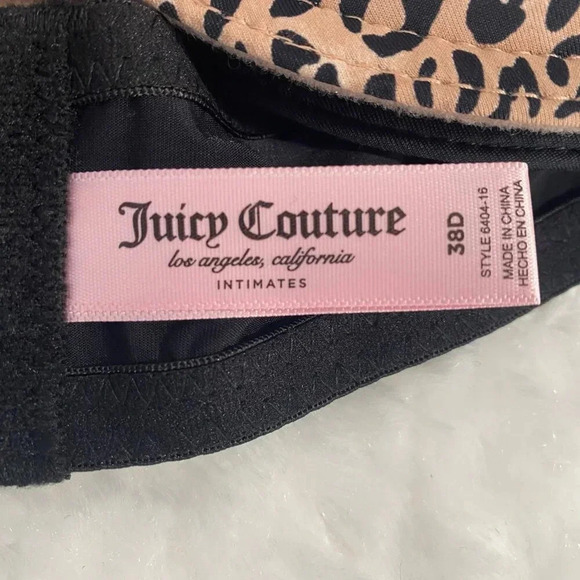 Juicy Couture
los angeles, california
INTIMATES
38D
STYLE 6404-16
MADE IN CHINA
HECHO EN CHINA